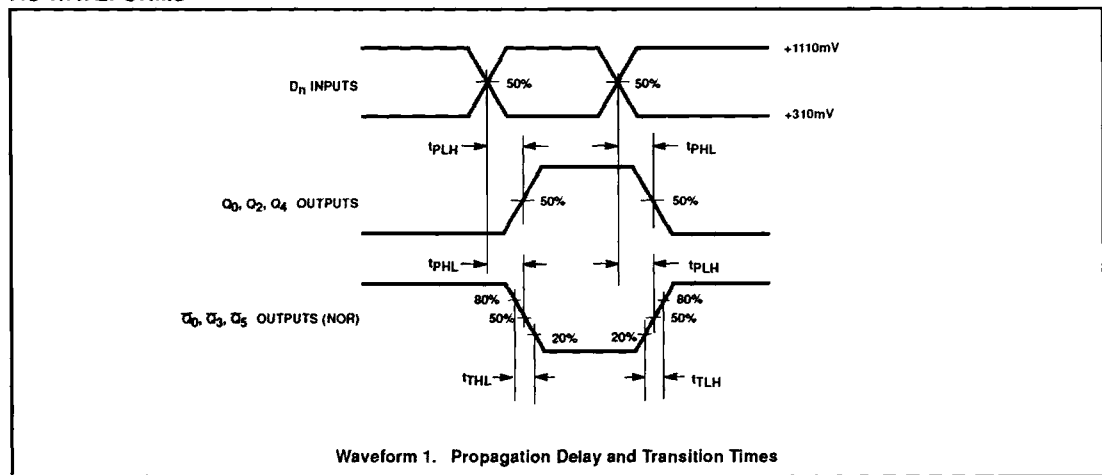 +1110mV
Dn INPUTS
50%
50%
+310mV
tPLH
tPHL
Q0, Q2, Q4 OUTPUTS
50%
50%
tPHL
tPLH
80%
80%
Q̅0, Q̅3, Q̅5 OUTPUTS (NOR)
50%
50%
20%
20%
tTHL
tTLH
Waveform 1. Propagation Delay and Transition Times